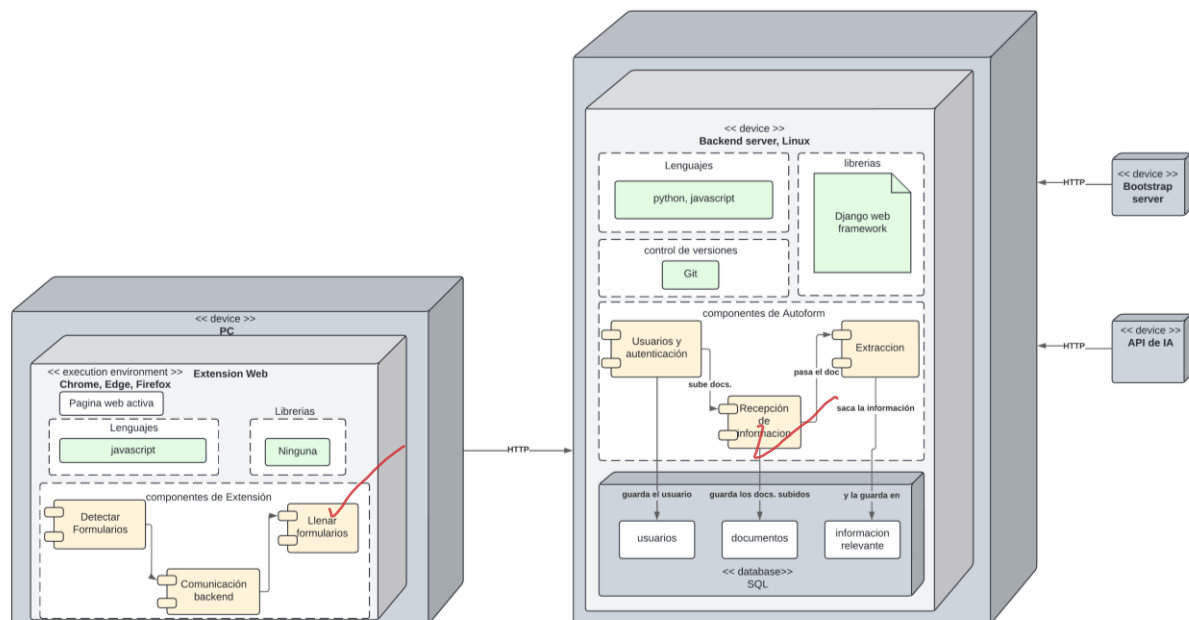 << device >>
PC
<< execution environment >>
Chrome, Edge, Firefox
Extension Web
Pagina web activa
Lenguajes
javascript
Librerias
Ninguna
componentes de Extensión
Detectar
Formularios
Comunicación
backend
Llenar
formularios
HTTP
<< device >>
Backend server, Linux
Lenguajes
python, javascript
librerias
Django web
framework
control de versiones
Git
componentes de Autoform
Usuarios y
autenticación
sube docs.
Recepción
de
informacion
pasa el doc
Extraccion
saca la información
guarda el usuario
guarda los docs. subidos
y la guarda en
usuarios
documentos
informacion
relevante
<< database>>
SQL
HTTP
<< device >>
Bootstrap
server
HTTP
<< device >>
API de IA